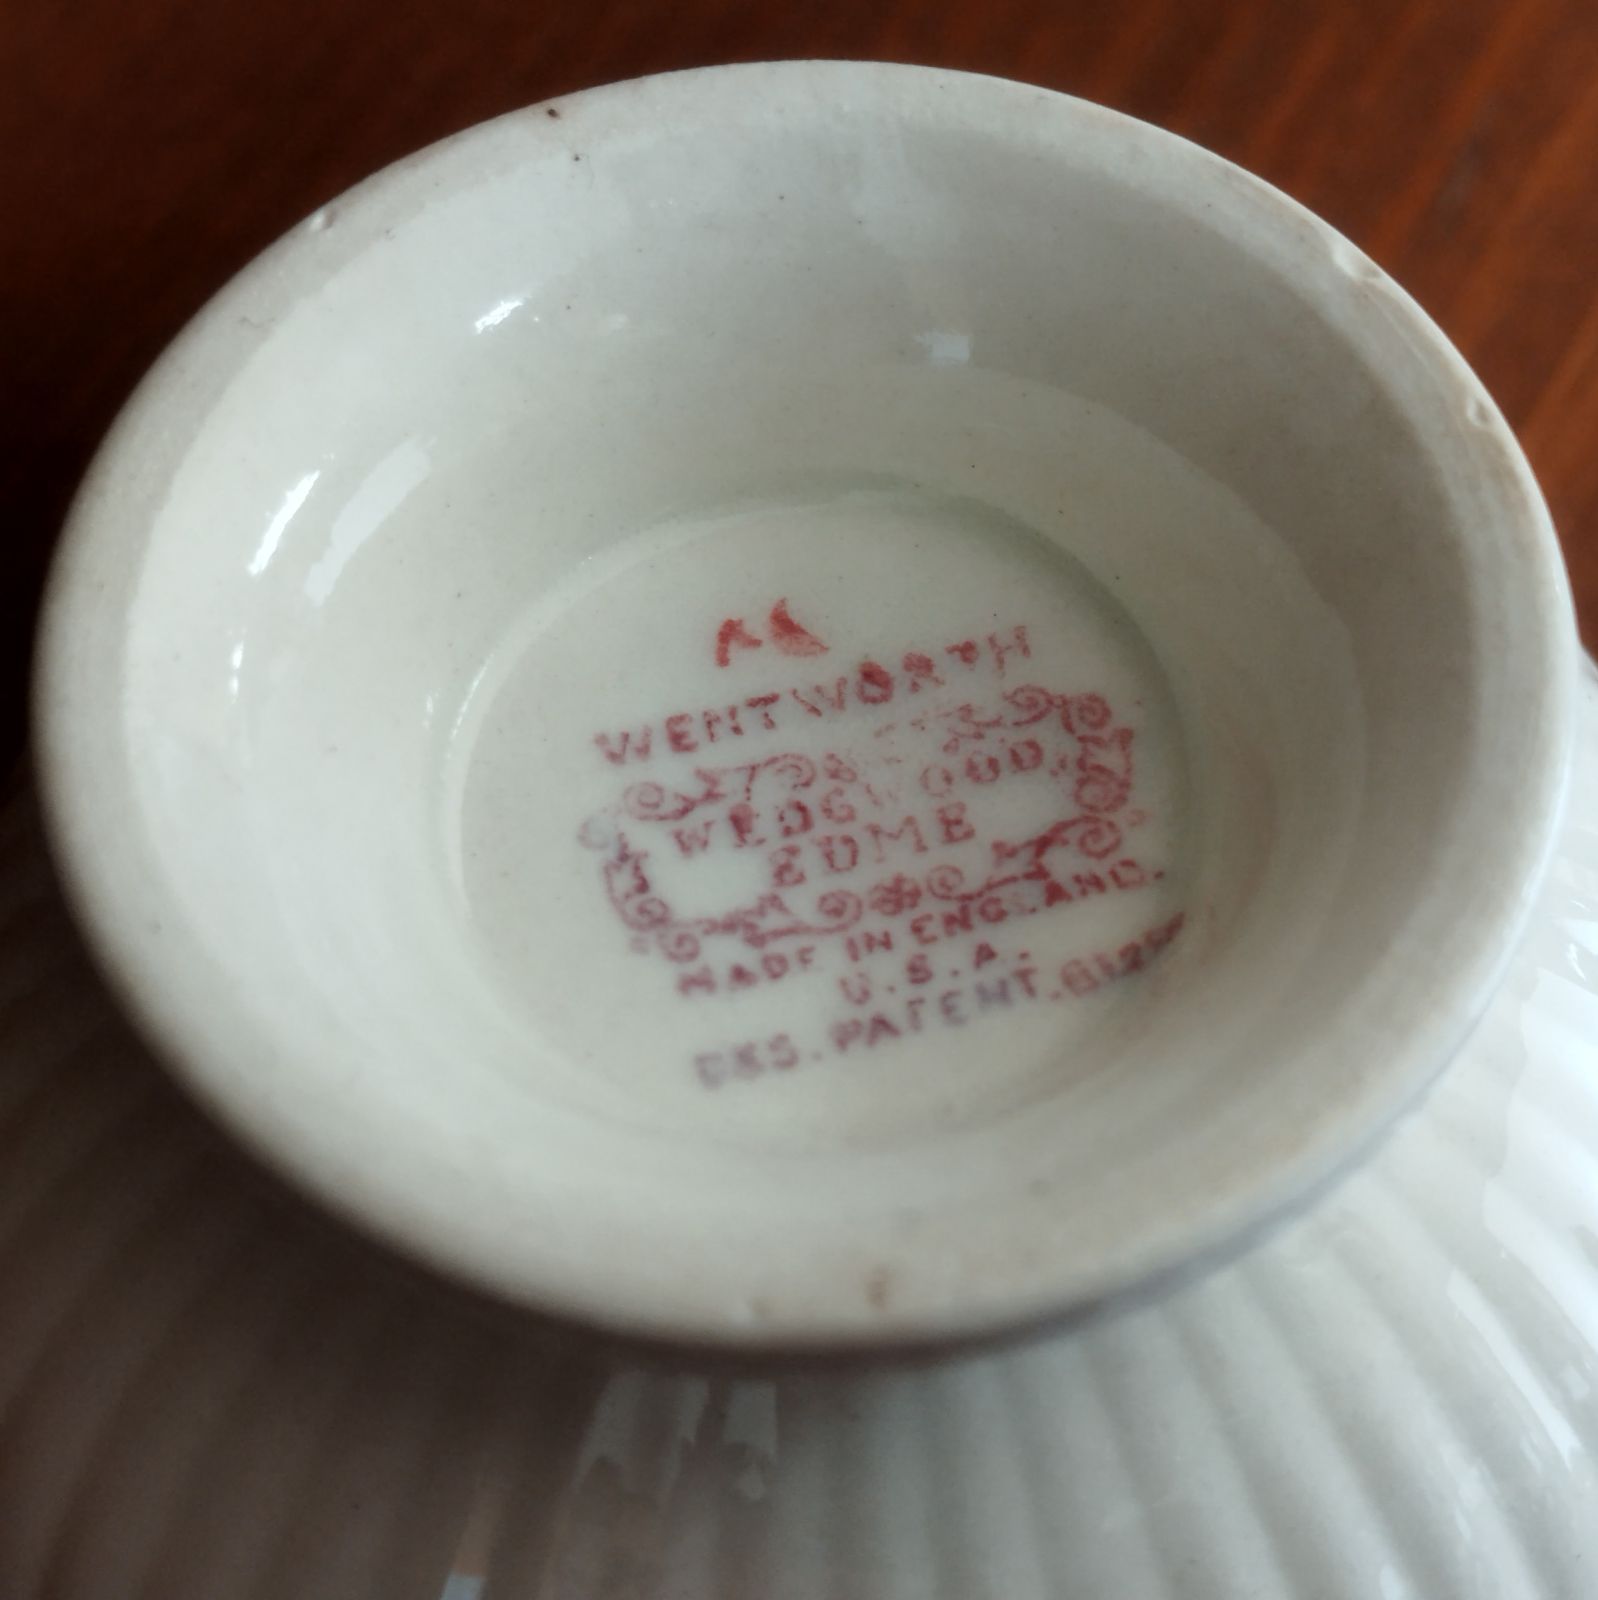 WENTWORTH
WEDGWOOD.
EDME
MADE IN ENGLAND.
U.S.A.
DES. PATENT.